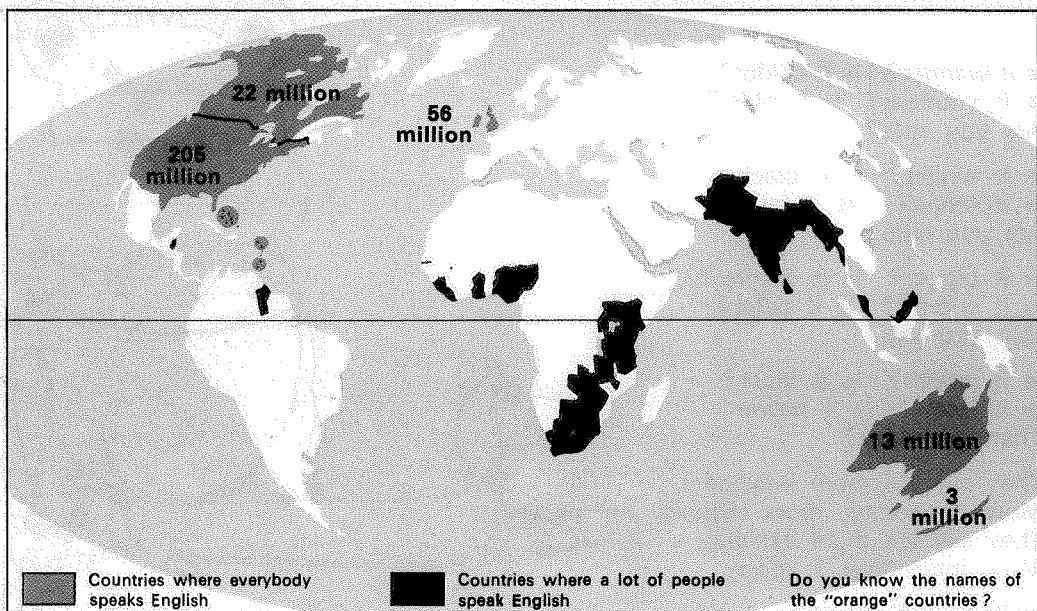 22 million
56
million
205
million
13 million
3
million
Countries where everybody
speaks English
Countries where a lot of people
speak English
Do you know the names of
the "orange" countries ?